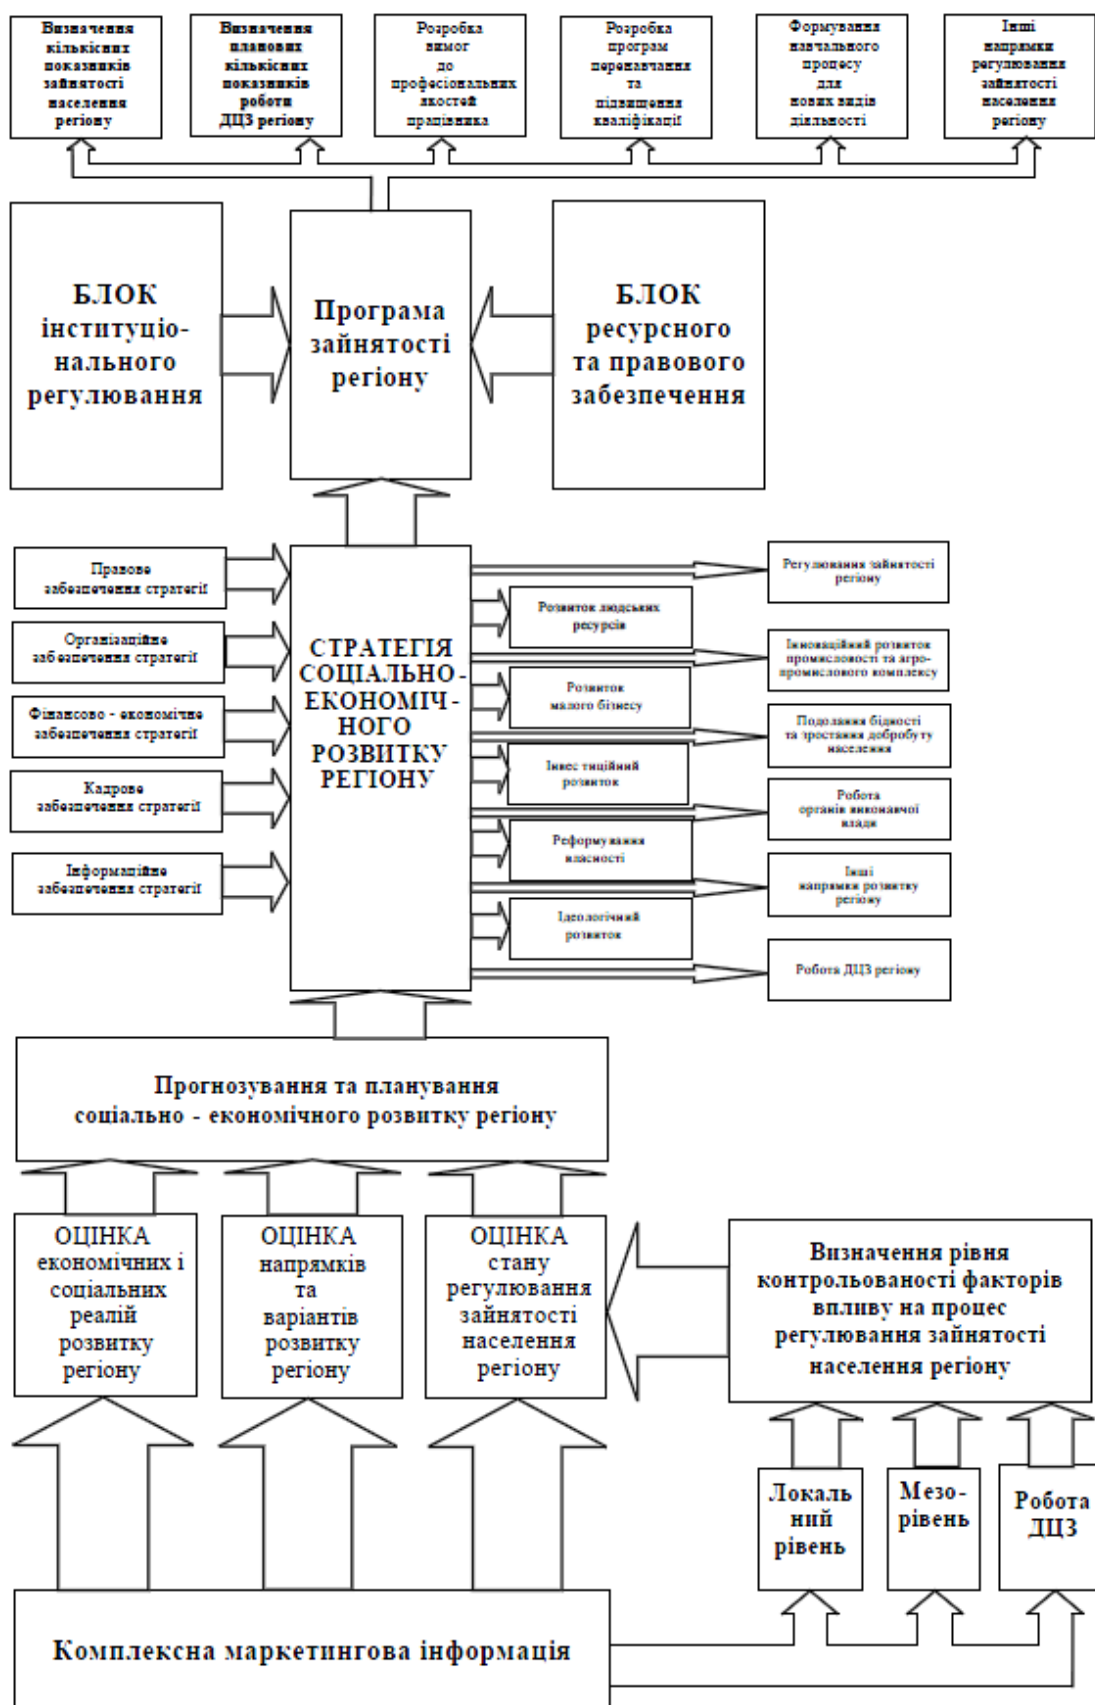 Визначення
кількісних
показників
зайнятості
населення
регіону
Визначення
планових
кількісних
показників
роботи
ДЦЗ регіону
Розробка
вимог
до
професіональних
якостей
працівника
Розробка
програм
перенавчання
та
підвищення
кваліфікації
Формування
навчального
процесу
для
нових видів
діяльності
Інші
напрямки
регулювання
зайнятості
населення
регіону
БЛОК
інституціо-
нального
регулювання
Програма
зайнятості
регіону
БЛОК
ресурсного
та правового
забезпечення
Правове
забезпечення стратегії
Організаційне
забезпечення стратегії
Фінансово - економічне
забезпечення стратегії
Кадрове
забезпечення стратегії
Інформаційне
забезпечення стратегії
СТРАТЕГІЯ
СОЦІАЛЬНО-
ЕКОНОМІЧ-
НОГО
РОЗВИТКУ
РЕГІОНУ
Розвиток людських
ресурсів
Розвиток
малого бізнесу
Інвес тиційний
розвиток
Реформування
власності
Ідеологічний
розвиток
Регулювання зайнятості
регіону
Інноваційний розвиток
промисловості та агро-
промислового комплексу
Подолання бідності
та зростання добробуту
населення
Робота
органів виконавчої
влади
Інші
напрямки розвитку
регіону
Робота ДЦЗ регіону
Прогнозування та планування
соціально - економічного розвитку регіону
ОЦІНКА
економічних і
соціальних
реалій
розвитку
регіону
ОЦІНКА
напрямків
та
варіантів
розвитку
регіону
ОЦІНКА
стану
регулювання
зайнятості
населення
регіону
Визначення рівня
контрольованості факторів
впливу на процес
регулювання зайнятості
населення регіону
Локаль
ний
рівень
Мезо-
рівень
Робота
ДЦЗ
Комплексна маркетингова інформація